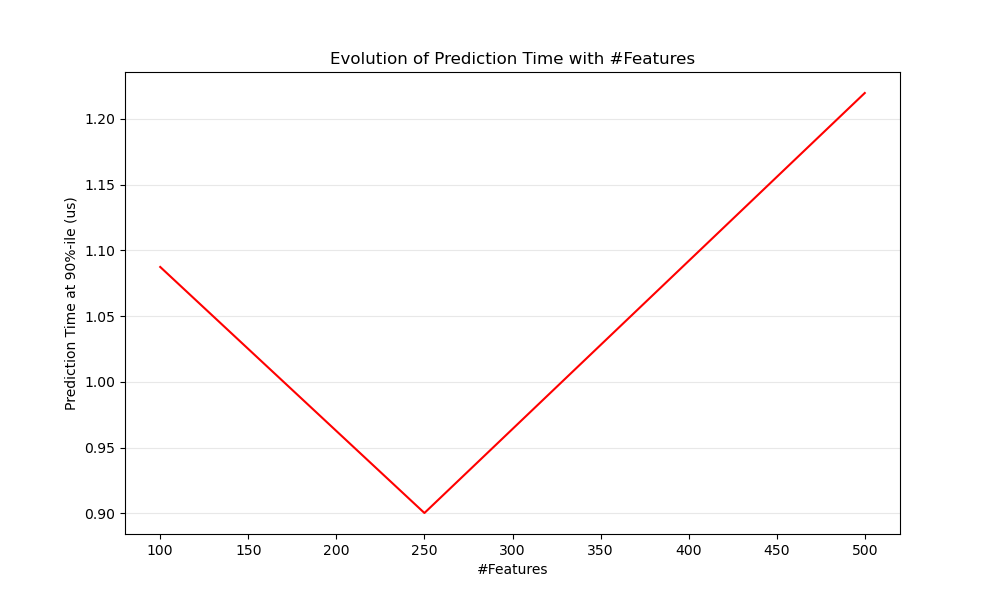 Evolution of Prediction Time with #Features
Prediction Time at 90%-ile (us)
1.20
1.15
1.10
1.05
1.00
0.95
0.90
100 150 200 250 300 350 400 450 500
#Features